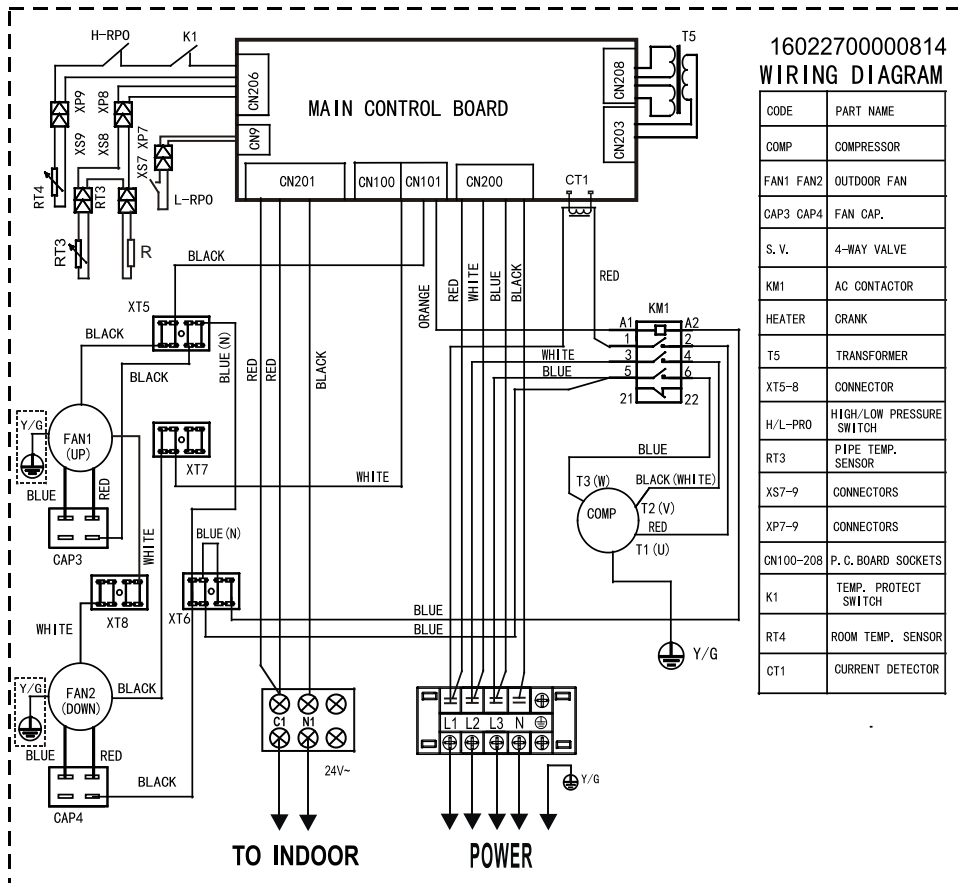 16022700000814
WIRING DIAGRAM
CODE PART NAME
COMP COMPRESSOR
FAN1 FAN2 OUTDOOR FAN
CAP3 CAP4 FAN CAP.
S.V. 4-WAY VALVE
KM1 AC CONTACTOR
HEATER CRANK
T5 TRANSFORMER
XT5-8 CONNECTOR
H/L-PRO HIGH/LOW PRESSURE
SWITCH
RT3 PIPE TEMP.
SENSOR
XS7-9 CONNECTORS
XP7-9 CONNECTORS
CN100-208 P.C.BOARD SOCKETS
K1 TEMP. PROTECT
SWITCH
RT4 ROOM TEMP. SENSOR
CT1 CURRENT DETECTOR
H-RPO K1
T5
CN206
CN208
MAIN CONTROL BOARD
XP9 XP8
XS9 XS8 XP7
CN9
CN203
XS7
CN201 CN100 CN101 CN200
CT1
RT4 RT3
L-RPO
RT3 R
BLACK
ORANGE RED WHITE BLUE BLACK
RED
XT5
KM1
BLACK
BLUE(N)
RED RED BLACK
A1 A2
1 2
WHITE 3 4
BLUE 5 6
21 22
BLACK
Y/G
FAN1
(UP)
XT7
BLUE RED
WHITE
BLUE
T3(W) BLACK(WHITE)
COMP
T2(V)
RED
T1(U)
CAP3
WHITE
BLUE(N)
XT8 XT6
BLUE
BLUE
Y/G
WHITE
Y/G
FAN2
(DOWN)
BLACK
BLUE RED
BLACK
CAP4
C1 N1
24V~
L1 L2 L3 N
Y/G
TO INDOOR
POWER